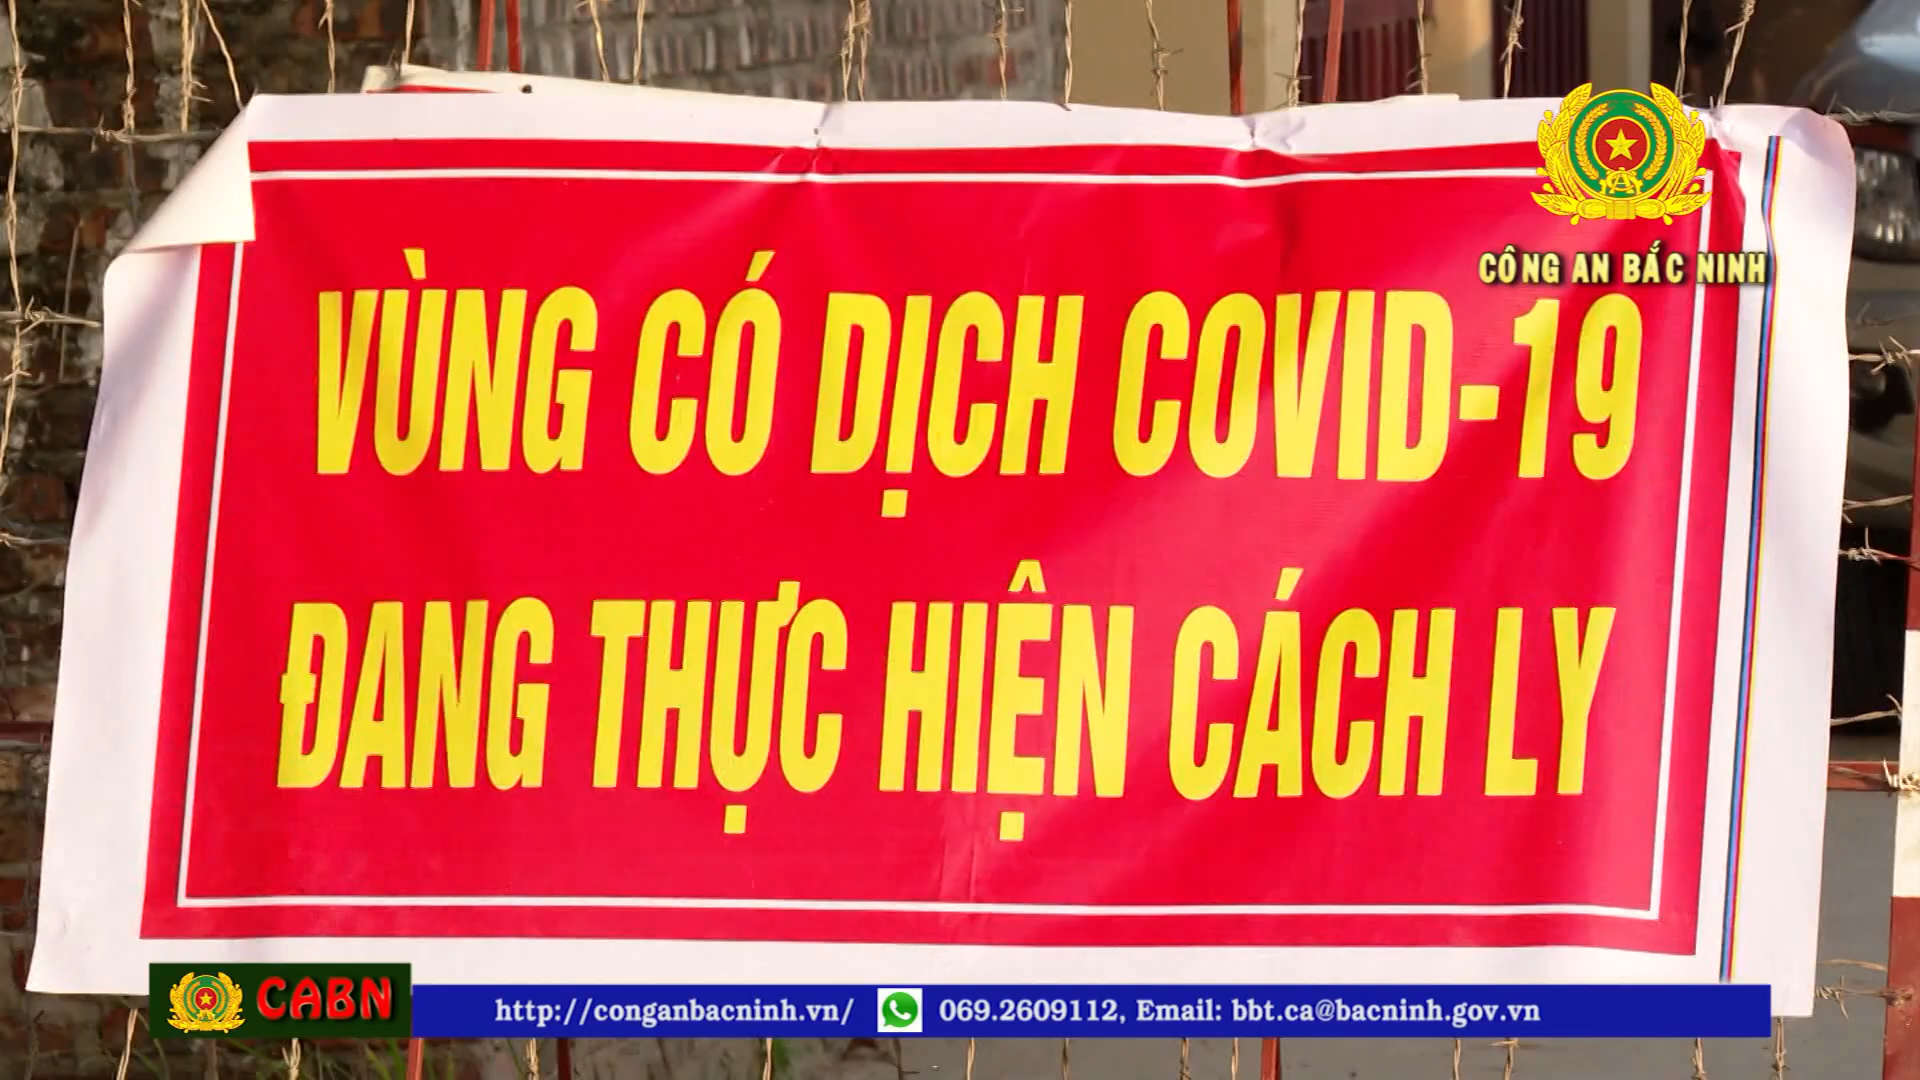 CÔNG AN BẮC NINH
VÙNG CÓ DỊCH COVID-19
ĐANG THỰC HIỆN CÁCH LY
CABN
http://conganbacninh.vn/ 069.2609112, Email: bbt.ca@bacninh.gov.vn